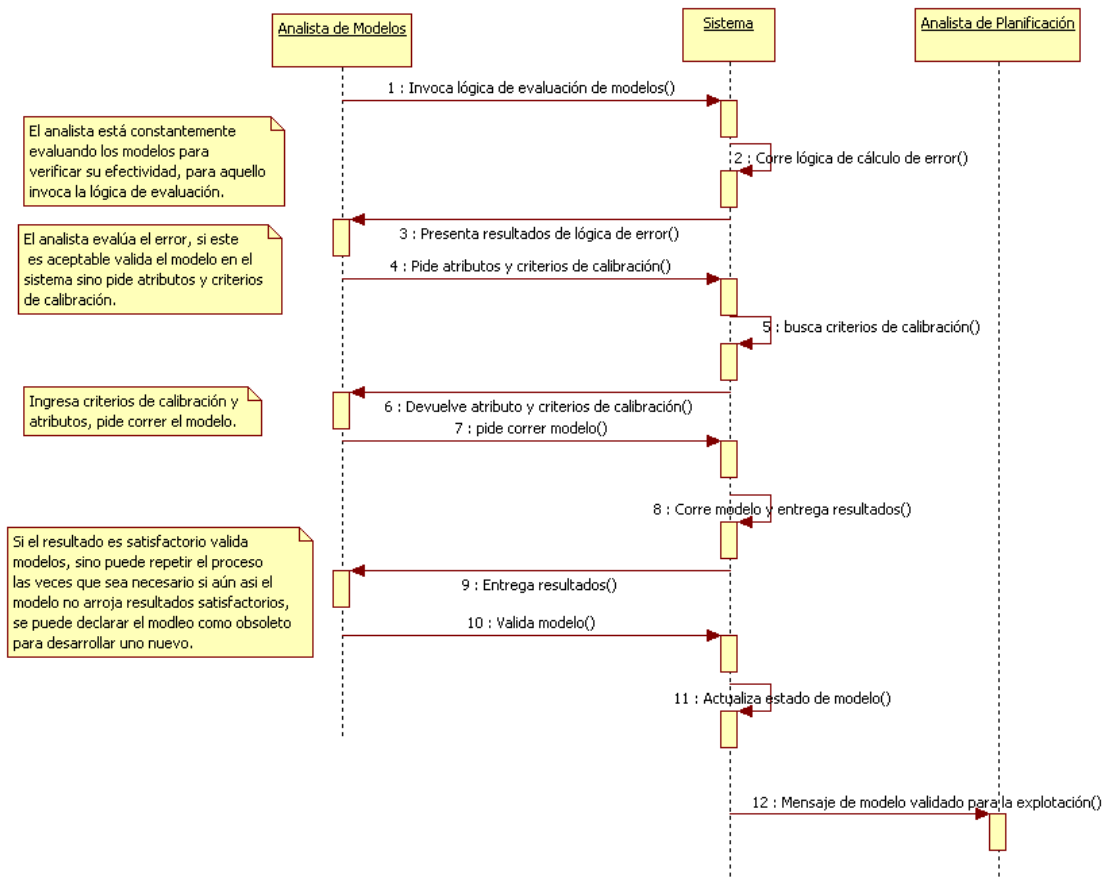 Analista de Modelos
Sistema
Analista de Planificación
1 : Invoca lógica de evaluación de modelos()
El analista está constantemente
evaluando los modelos para
verificar su efectividad, para aquello
invoca la lógica de evaluación.
2 : Corre lógica de cálculo de error()
3 : Presenta resultados de lógica de error()
El analista evalúa el error, si este
es aceptable valida el modelo en el
sistema sino pide atributos y criterios
de calibración.
4 : Pide atributos y criterios de calibración()
5 : busca criterios de calibración()
Ingresa criterios de calibración y
atributos, pide correr el modelo.
6 : Devuelve atributo y criterios de calibración()
7 : pide correr modelo()
8 : Corre modelo y entrega resultados()
Si el resultado es satisfactorio valida
modelos, sino puede repetir el proceso
las veces que sea necesario si aún asi el
modelo no arroja resultados satisfactorios,
se puede declarar el modleo como obsoleto
para desarrollar uno nuevo.
9 : Entrega resultados()
10 : Valida modelo()
11 : Actualiza estado de modelo()
12 : Mensaje de modelo validado para la explotación()